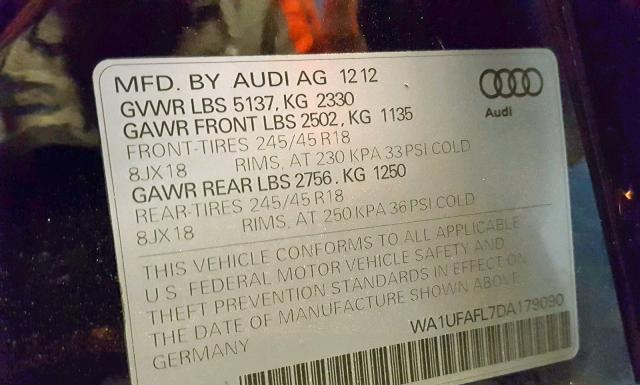 MFD. BY AUDI AG 12 12
GVWR LBS 5137, KG 2330
GAWR FRONT LBS 2502, KG 1135
FRONT-TIRES 245/45 R18
8JX18 RIMS, AT 230 KPA 33 PSI COLD
GAWR REAR LBS 2756, KG 1250
REAR-TIRES 245/45 R18
8JX18 RIMS, AT 250 KPA 36 PSI COLD
Audi
THIS VEHICLE CONFORMS TO ALL APPLICABLE
U S FEDERAL MOTOR VEHICLE SAFETY AND
THEFT PREVENTION STANDARDS IN EFFECT ON
THE DATE OF MANUFACTURE SHOWN ABOVE
GERMANY
WA1UFAFL7DA179090